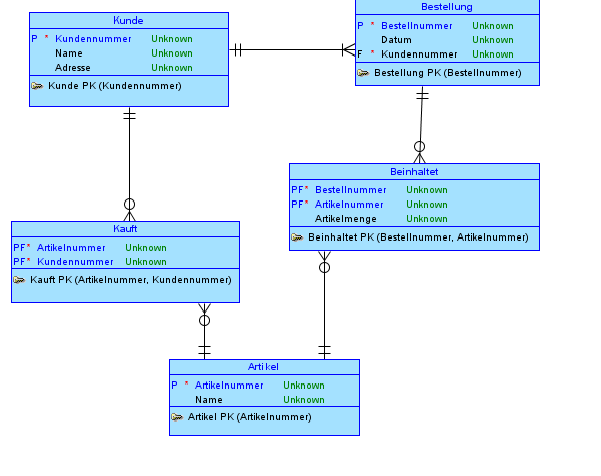 Kunde
P * Kundennummer Unknown
Name Unknown
Adresse Unknown
Kunde PK (Kundennummer)
Bestellung
P * Bestellnummer Unknown
Datum Unknown
F * Kundennummer Unknown
Bestellung PK (Bestellnummer)
Beinhaltet
PF* Bestellnummer Unknown
PF* Artikelnummer Unknown
Artikelmenge Unknown
Beinhaltet PK (Bestellnummer, Artikelnummer)
Kauft
PF* Artikelnummer Unknown
PF* Kundennummer Unknown
Kauft PK (Artikelnummer, Kundennummer)
Artikel
P * Artikelnummer Unknown
Name Unknown
Artikel PK (Artikelnummer)